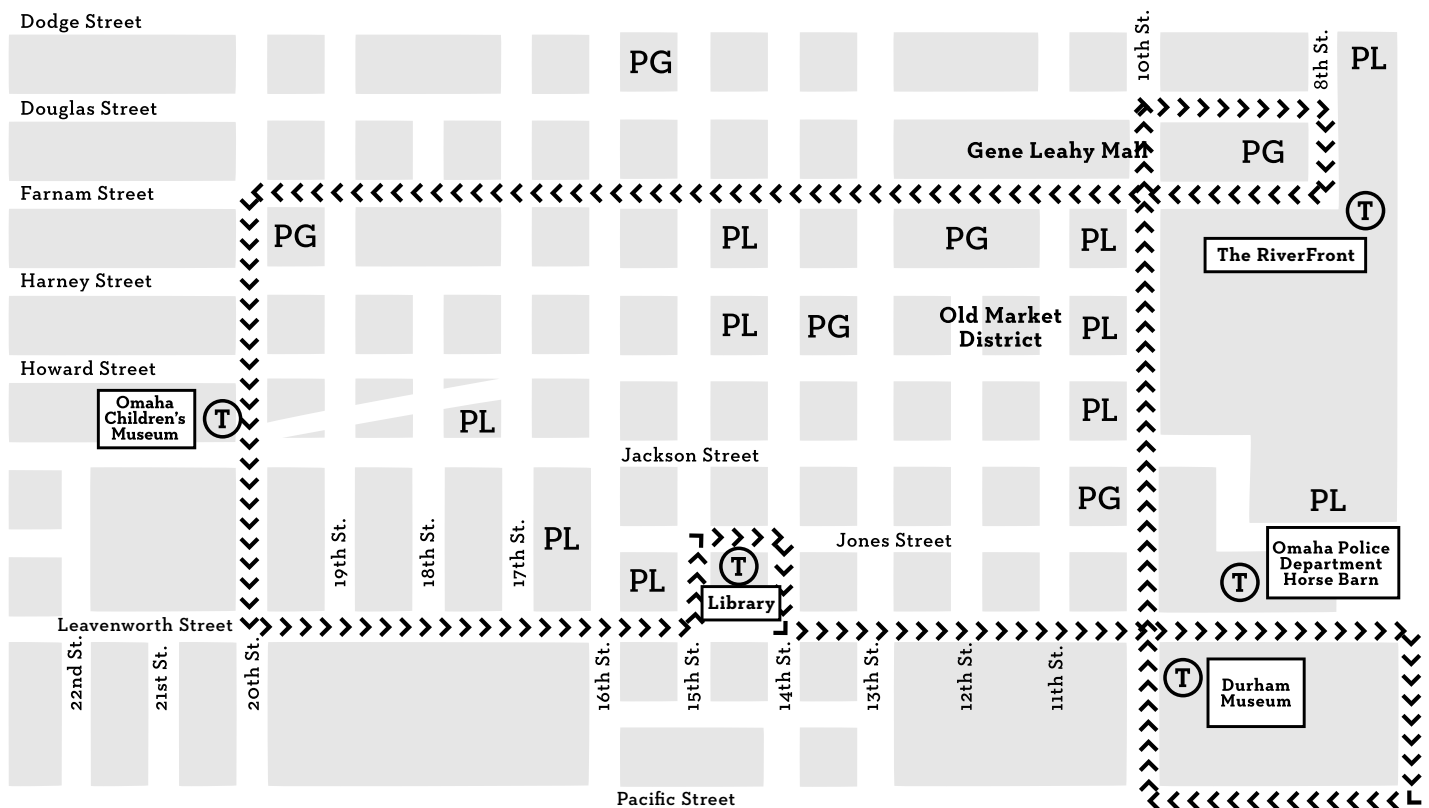 Dodge Street
10th St.
8th St.
PG
PL
Douglas Street
Gene Leahy Mall
PG
Farnam Street
T
PG
PL
PG
PL
The RiverFront
Harney Street
PL
PG
Old Market
District
PL
Howard Street
Omaha
Children's
Museum
T
PL
PL
Jackson Street
PG
PL
19th St.
18th St.
17th St.
PL
Jones Street
T
PL
Library
T
Omaha Police
Department
Horse Barn
Leavenworth Street
22nd St.
21st St.
20th St.
16th St.
15th St.
14th St.
13th St.
12th St.
11th St.
T
Durham
Museum
Pacific Street